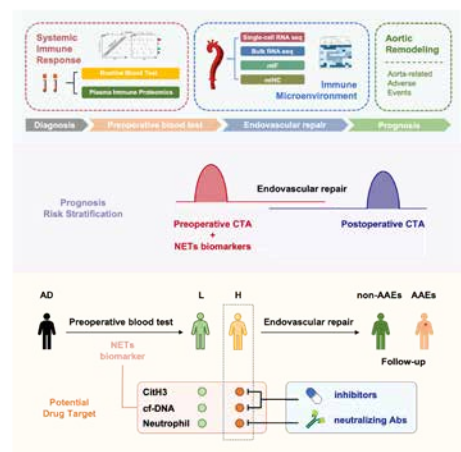 Systemic
Immune
Response
Routine Blood Test
Plasma Immune Proteomics
Single-cell RNA seq
Bulk RNA seq
mIF
mIHC
Immune
Microenvironment
Aortic
Remodeling
Aorta-related
Adverse
Events
Diagnosis
Preoperative blood test
Endovascular repair
Prognosis
Prognosis
Risk Stratification
Endovascular repair
Preoperative CTA
+
NETs biomarkers
Postoperative CTA
AD
L
H
non-AAEs
AAEs
Preoperative blood test
Endovascular repair
NETs
biomarker
Follow-up
Potential
Drug Target
CitH3
cf-DNA
Neutrophil
inhibitors
neutralizing Abs